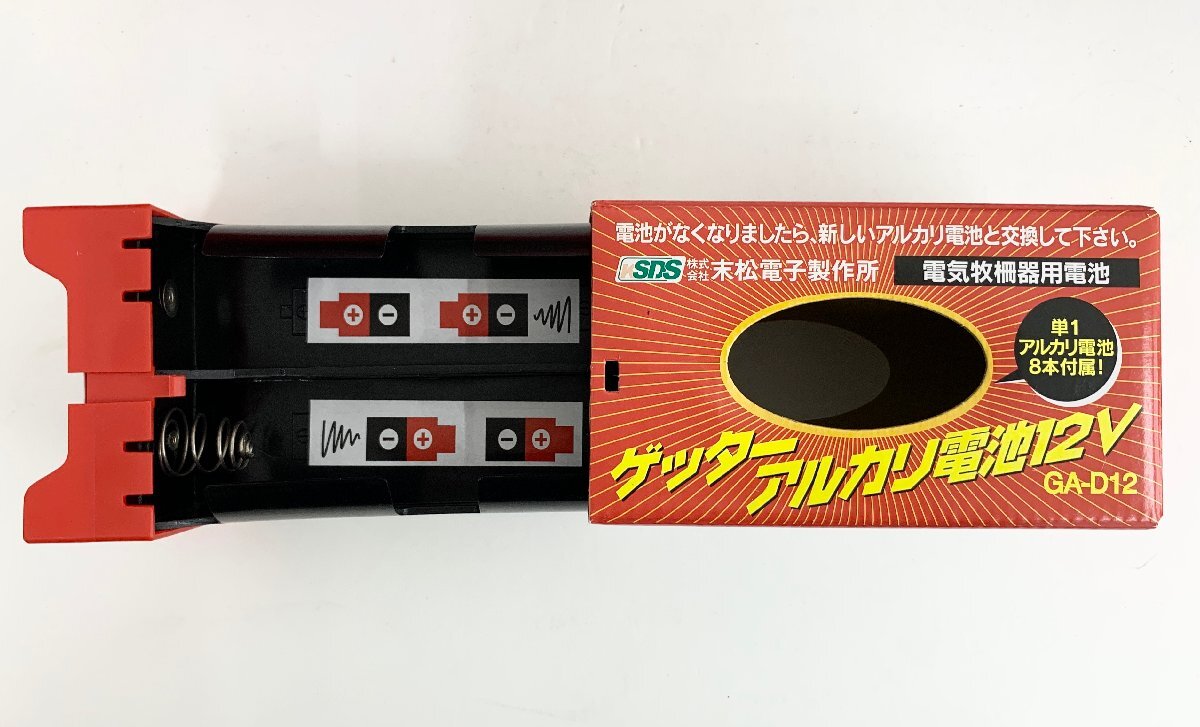 電池がなくなりましたら、新しいアルカリ電池と交換して下さい。
SDS 株式会社 末松電子製作所 電気牧柵器用電池
単1
アルカリ電池
8本付属!
ゲッター
アルカリ電池12V
GA-D12